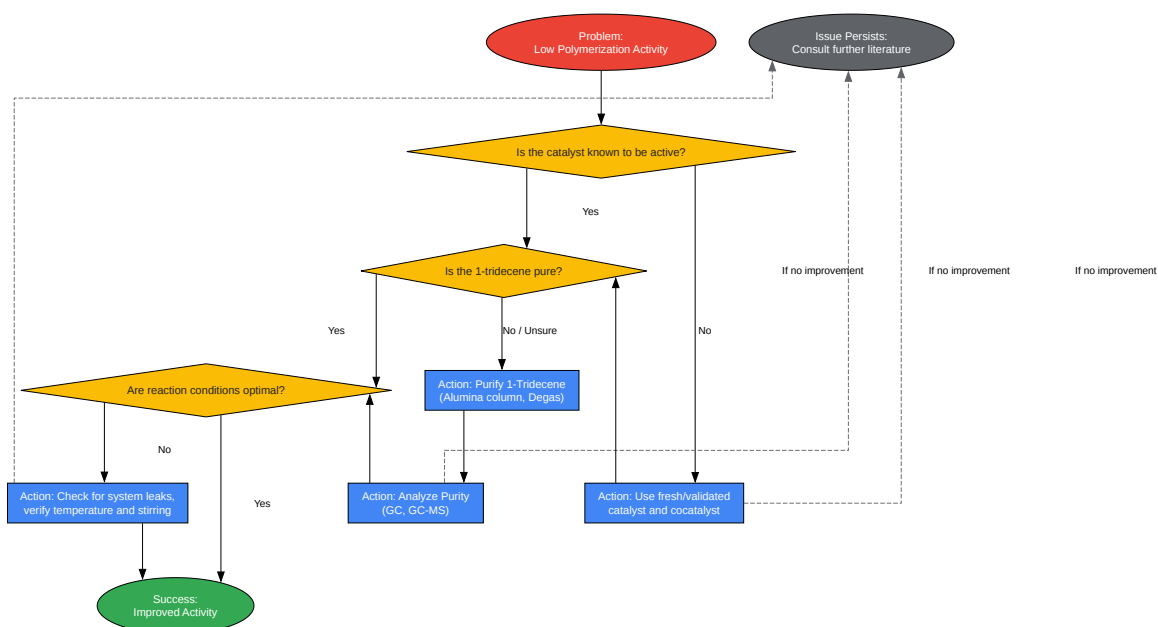 Problem:
Low Polymerization Activity
Issue Persists:
Consult further literature
Is the catalyst known to be active?
Yes
Is the 1-tridecene pure?
If no improvement
If no improvement
If no improvement
Yes
No / Unsure
No
Are reaction conditions optimal?
Action: Purify 1-Tridecene
(Alumina column, Degas)
No
Action: Check for system leaks,
verify temperature and stirring
Yes
Action: Analyze Purity
(GC, GC-MS)
Action: Use fresh/validated
catalyst and cocatalyst
Success:
Improved Activity